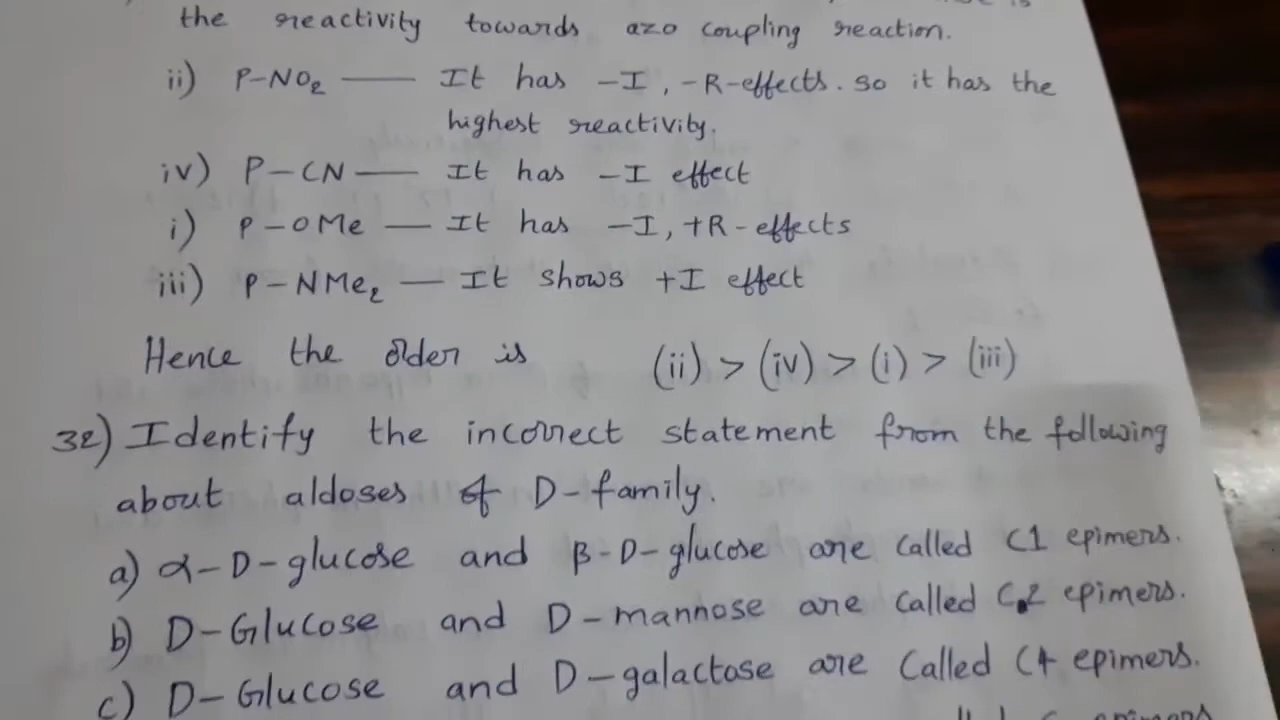 the reactivity towards azo coupling reaction.
ii) P-NO2 — It has -I, -R-effects. so it has the
highest reactivity.
iv) P-CN — It has -I effect
i) P-OMe — It has -I, +R-effects
iii) P-NMe2 — It shows +I effect
Hence the order is (ii) > (iv) > (i) > (iii)
32) Identify the incorrect statement from the following
about aldoses of D-family.
a) α-D-glucose and β-D-glucose are called C1 epimers.
b) D-Glucose and D-mannose are called C2 epimers.
c) D-Glucose and D-galactose are called C4 epimers.
epimers